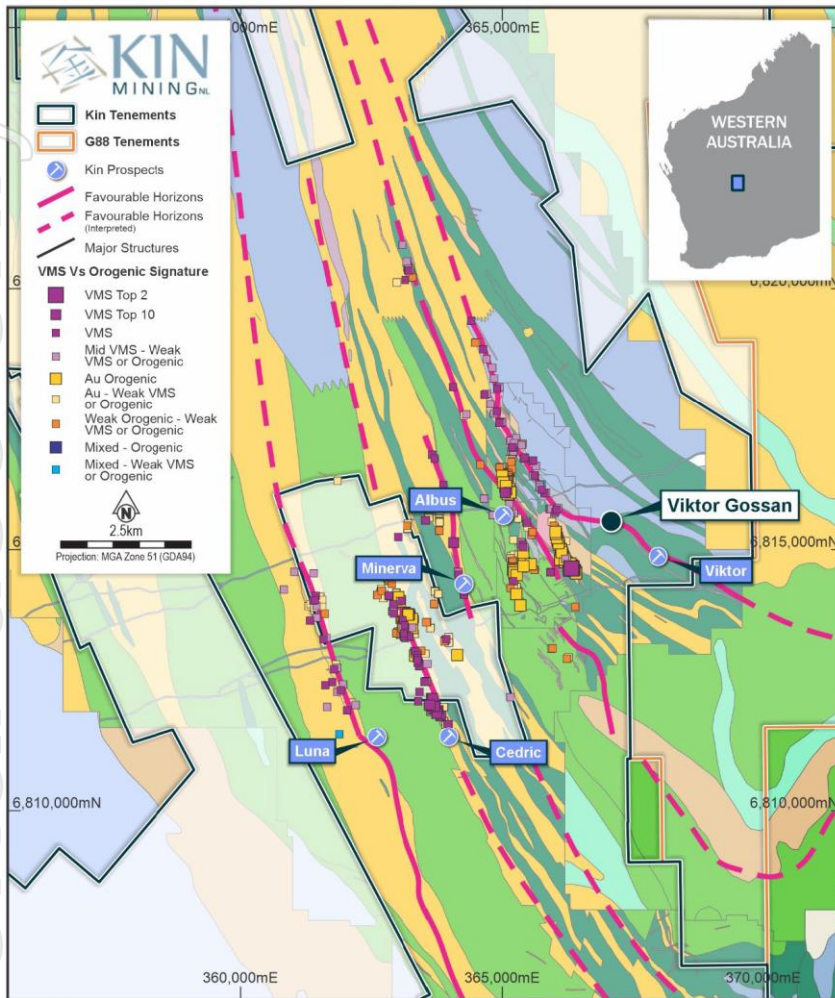 KIN
MINING NL
Kin Tenements
G88 Tenements
Kin Prospects
Favourable Horizons
Favourable Horizons
(Interpreted)
Major Structures
VMS Vs Orogenic Signature
VMS Top 2
VMS Top 10
VMS
Mid VMS - Weak
VMS or Orogenic
Au Orogenic
Au - Weak VMS
or Orogenic
Weak Orogenic - Weak
VMS or Orogenic
Mixed - Orogenic
Mixed - Weak VMS
or Orogenic
N
2.5km
Projection: MGA Zone 51 (GDA94)
000mE
365,000mE
WESTERN
AUSTRALIA
6,820,000mN
Albus
Viktor Gossan
6,815,000mN
Minerva
Viktor
Luna
Cedric
6,810,000mN
6,810,000mN
360,000mE
365,000mE
370,000mE